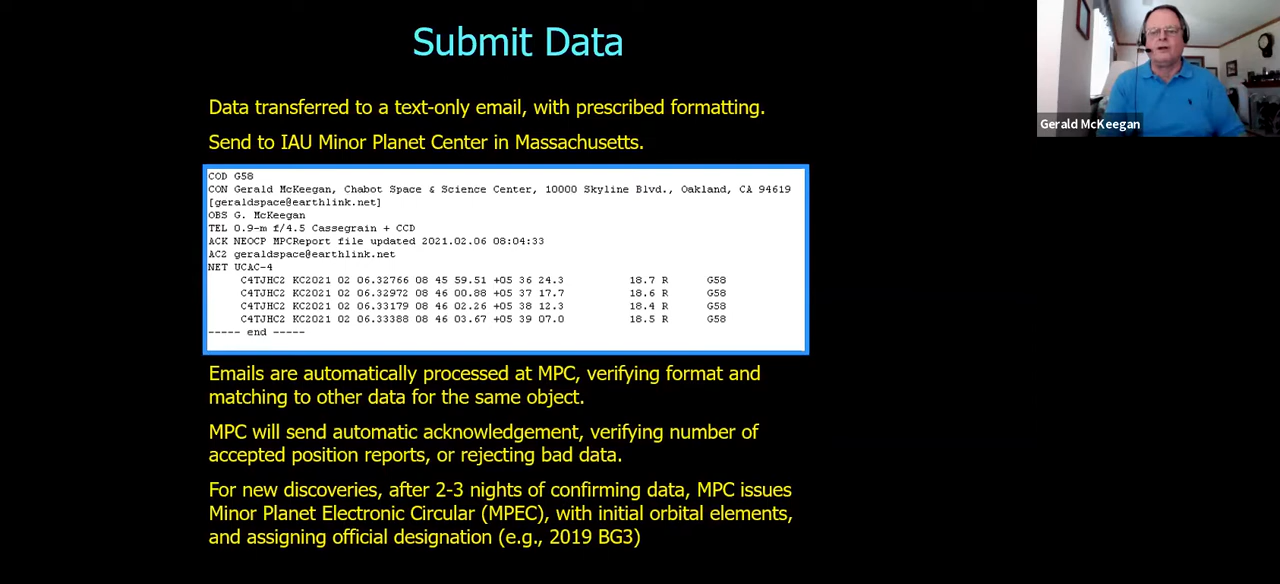 Submit Data
Data transferred to a text-only email, with prescribed formatting.
Send to IAU Minor Planet Center in Massachusetts.
COD G58
CON Gerald McKeegan, Chabot Space & Science Center, 10000 Skyline Blvd., Oakland, CA 94619
[geraldspace@earthlink.net]
OBS G. McKeegan
TEL 0.9-m f/4.5 Cassegrain + CCD
ACK NEOCP MPCReport file updated 2021.02.06 08:04:33
AC2 geraldspace@earthlink.net
NET UCAC-4
C4TJHC2 KC2021 02 06.32766 08 45 59.51 +05 36 24.3 18.7 R G58
C4TJHC2 KC2021 02 06.32972 08 46 00.88 +05 37 17.7 18.6 R G58
C4TJHC2 KC2021 02 06.33179 08 46 02.26 +05 38 12.3 18.4 R G58
C4TJHC2 KC2021 02 06.33388 08 46 03.67 +05 39 07.0 18.5 R G58
----- end -----
Emails are automatically processed at MPC, verifying format and
matching to other data for the same object.
MPC will send automatic acknowledgement, verifying number of
accepted position reports, or rejecting bad data.
For new discoveries, after 2-3 nights of confirming data, MPC issues
Minor Planet Electronic Circular (MPEC), with initial orbital elements,
and assigning official designation (e.g., 2019 BG3)
Gerald McKeegan